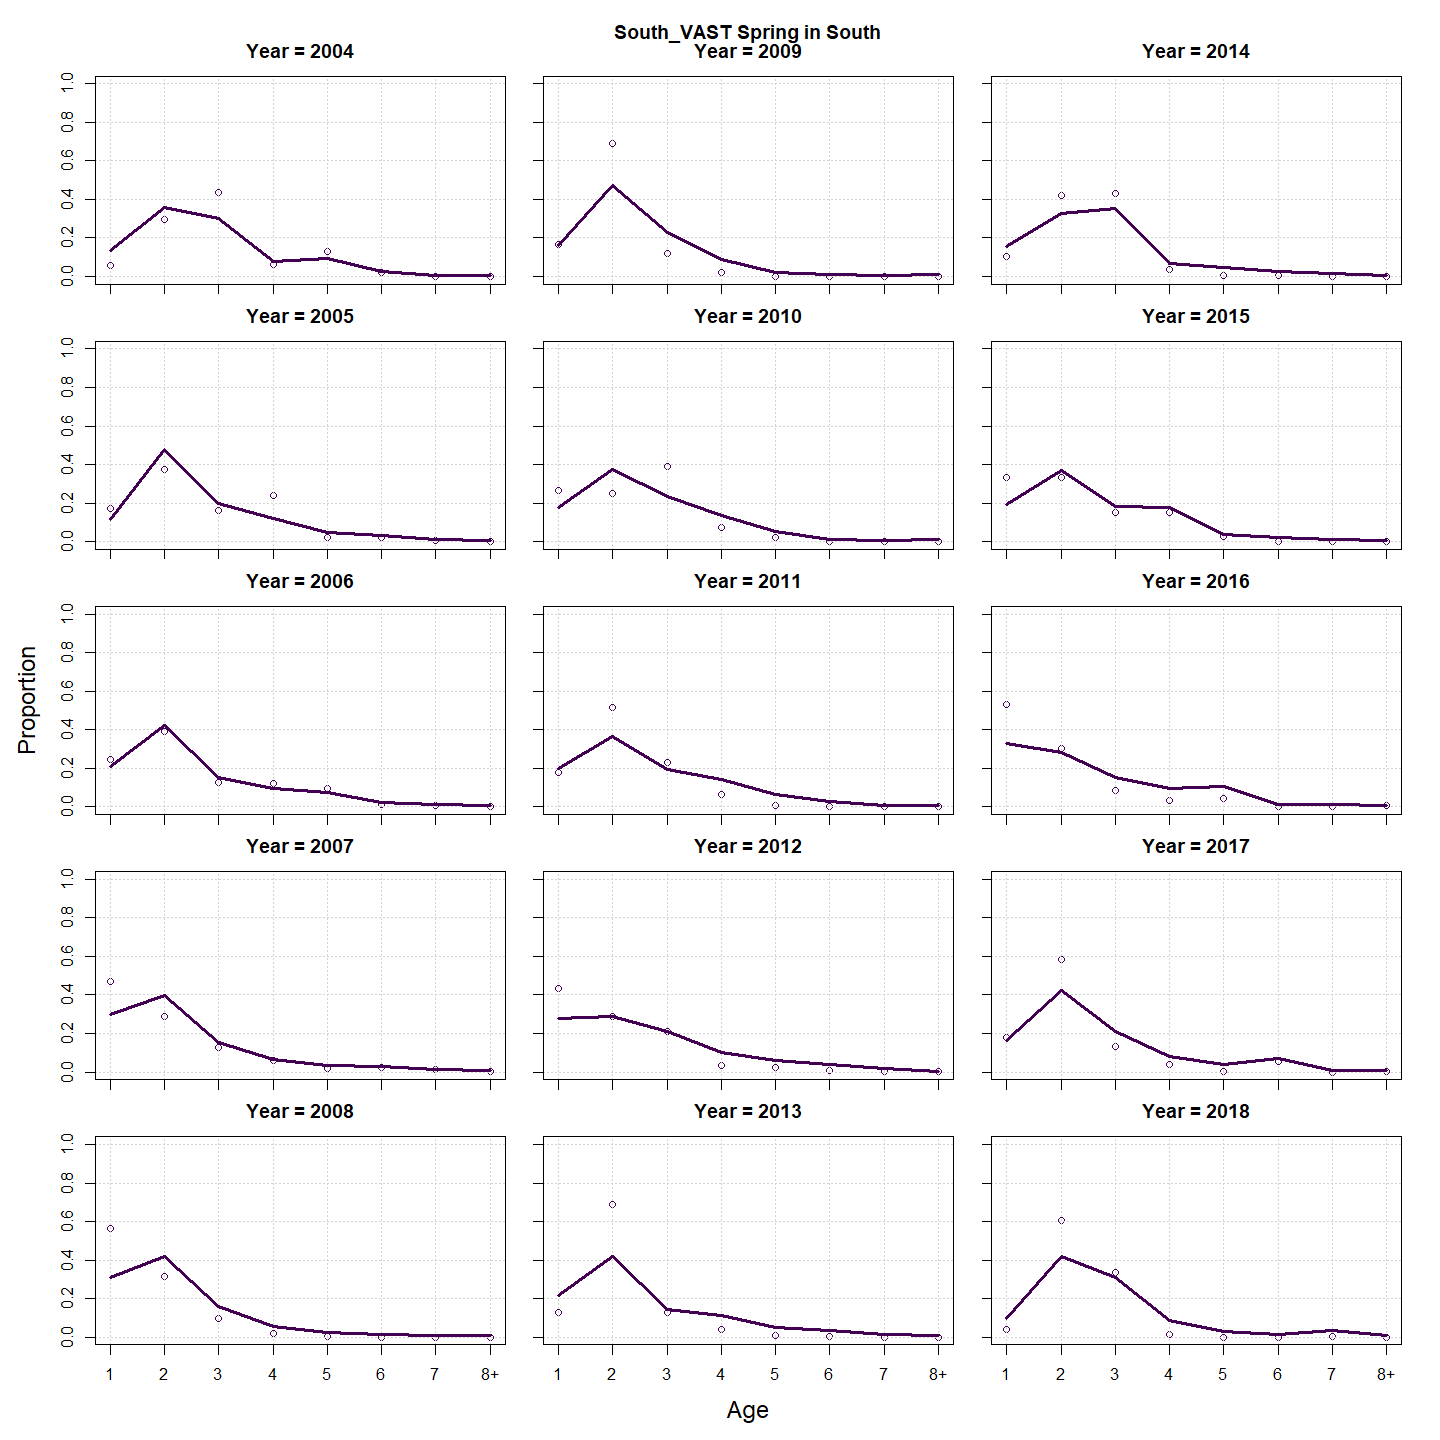 South_VAST Spring in South
Year = 2004
Year = 2009
Year = 2014
0.0 0.2 0.4 0.6 0.8 1.0
Year = 2005
Year = 2010
Year = 2015
0.0 0.2 0.4 0.6 0.8 1.0
Year = 2006
Year = 2011
Year = 2016
0.0 0.2 0.4 0.6 0.8 1.0
Proportion
Year = 2007
Year = 2012
Year = 2017
0.0 0.2 0.4 0.6 0.8 1.0
Year = 2008
Year = 2013
Year = 2018
0.0 0.2 0.4 0.6 0.8 1.0
1 2 3 4 5 6 7 8+
1 2 3 4 5 6 7 8+
1 2 3 4 5 6 7 8+
Age